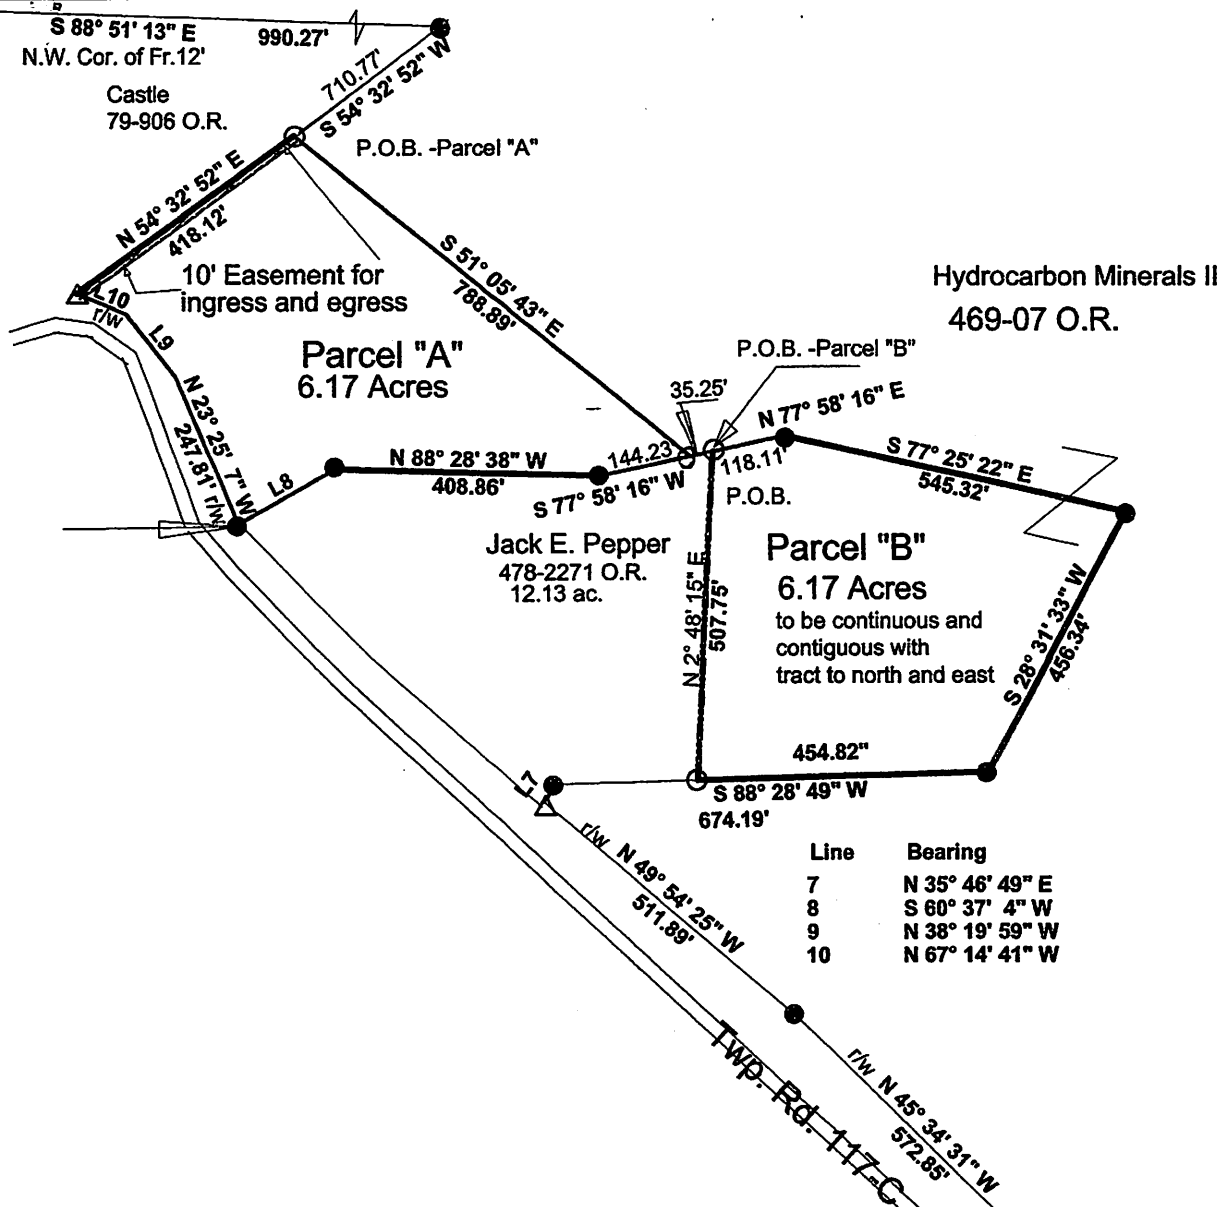 S 88° 51' 13" E
990.27'
N.W. Cor. of Fr.12'
Castle
79-906 O.R.
710.77'
S 54° 32' 52" W
P.O.B. -Parcel "A"
N 54° 32' 52" E
418.12'
10' Easement for
ingress and egress
S 51° 05' 43" E
788.89'
Hydrocarbon Minerals II
469-07 O.R.
L10
r/w
L9
Parcel "A"
6.17 Acres
P.O.B. -Parcel "B"
35.25'
N 77° 58' 16" E
N 23° 25' 7" W
247.81' r/w
L8
N 88° 28' 38" W
408.86'
144.23
S 77° 58' 16" W
118.11'
P.O.B.
S 77° 25' 22" E
545.32'
Jack E. Pepper
478-2271 O.R.
12.13 ac.
Parcel "B"
6.17 Acres
to be continuous and
contiguous with
tract to north and east
N 2° 48' 15" E
507.75'
S 28° 31' 33" W
456.34'
454.82"
S 88° 28' 49" W
674.19'
L7
r/w N 49° 54' 25" W
511.89'
Line Bearing
7 N 35° 46' 49" E
8 S 60° 37' 4" W
9 N 38° 19' 59" W
10 N 67° 14' 41" W
Twp. Rd. 117-C
r/w N 45° 34' 31" W
572.85'